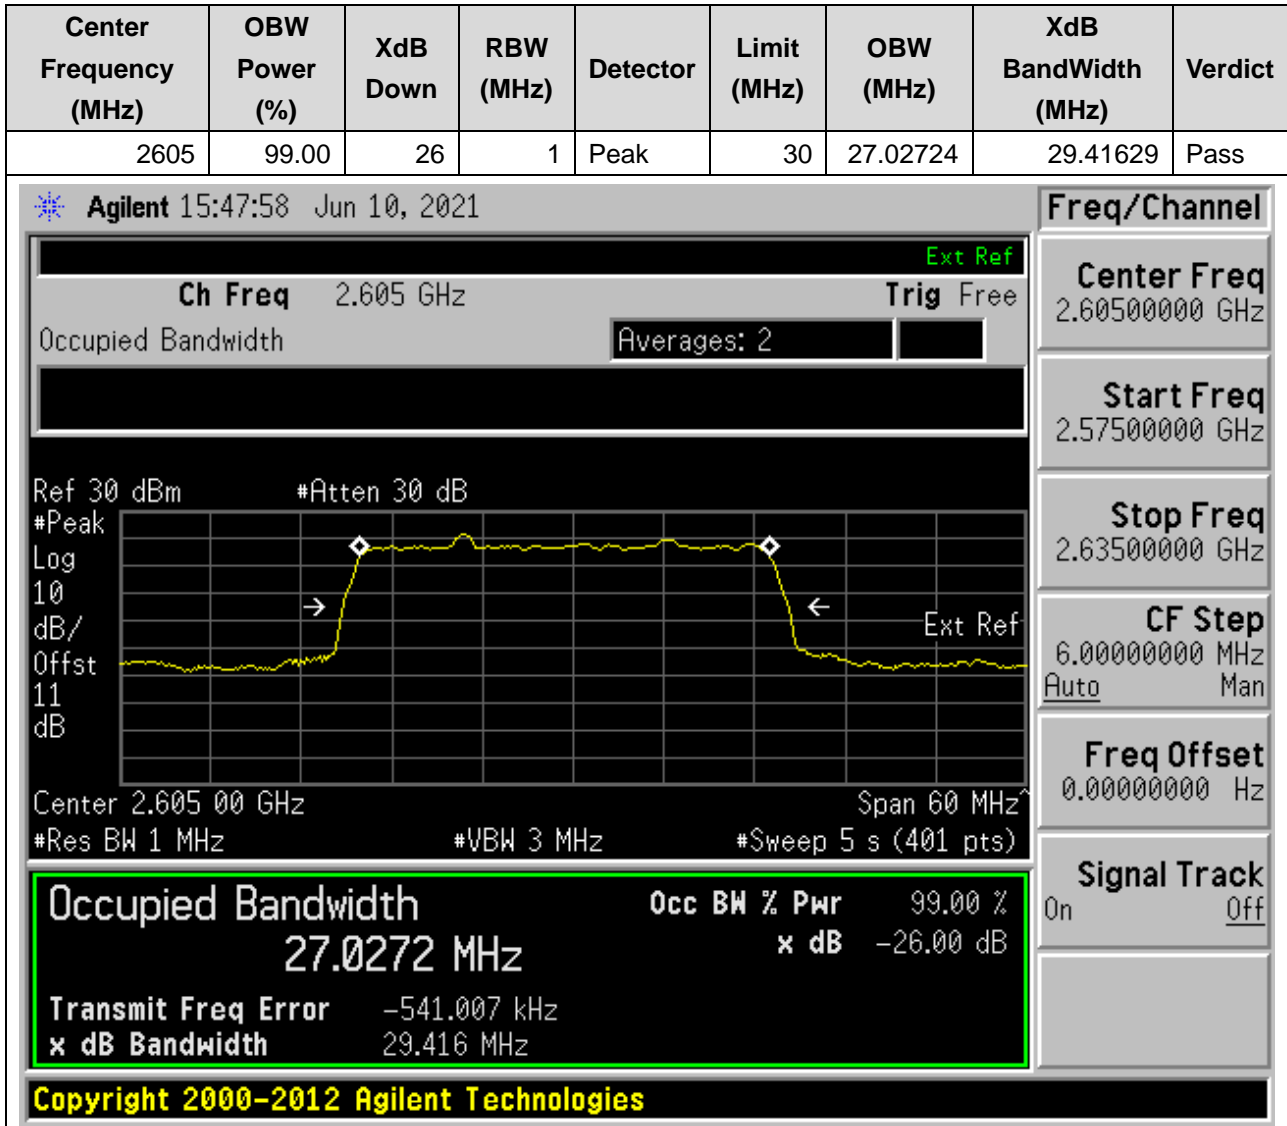 Center Frequency (MHz) OBW Power (%) XdB Down RBW (MHz) Detector Limit (MHz) OBW (MHz) XdB BandWidth (MHz) Verdict
2605 99.00 26 1 Peak 30 27.02724 29.41629 Pass
Agilent 15:47:58 Jun 10, 2021
Freq/Channel
Ext Ref
Ch Freq 2.605 GHz Trig Free
Occupied Bandwidth Averages: 2
Center Freq
2.60500000 GHz
Start Freq
2.57500000 GHz
Stop Freq
2.63500000 GHz
CF Step
6.00000000 MHz
Auto Man
Freq Offset
0.00000000 Hz
Signal Track
On Off
Ref 30 dBm #Atten 30 dB
#Peak
Log
10
dB/
Offst
11
dB
Ext Ref
Center 2.605 00 GHz Span 60 MHz^
#Res BW 1 MHz #VBW 3 MHz #Sweep 5 s (401 pts)
Occupied Bandwidth
27.0272 MHz
Occ BW % Pwr 99.00 %
x dB -26.00 dB
Transmit Freq Error -541.007 kHz
x dB Bandwidth 29.416 MHz
Copyright 2000-2012 Agilent Technologies